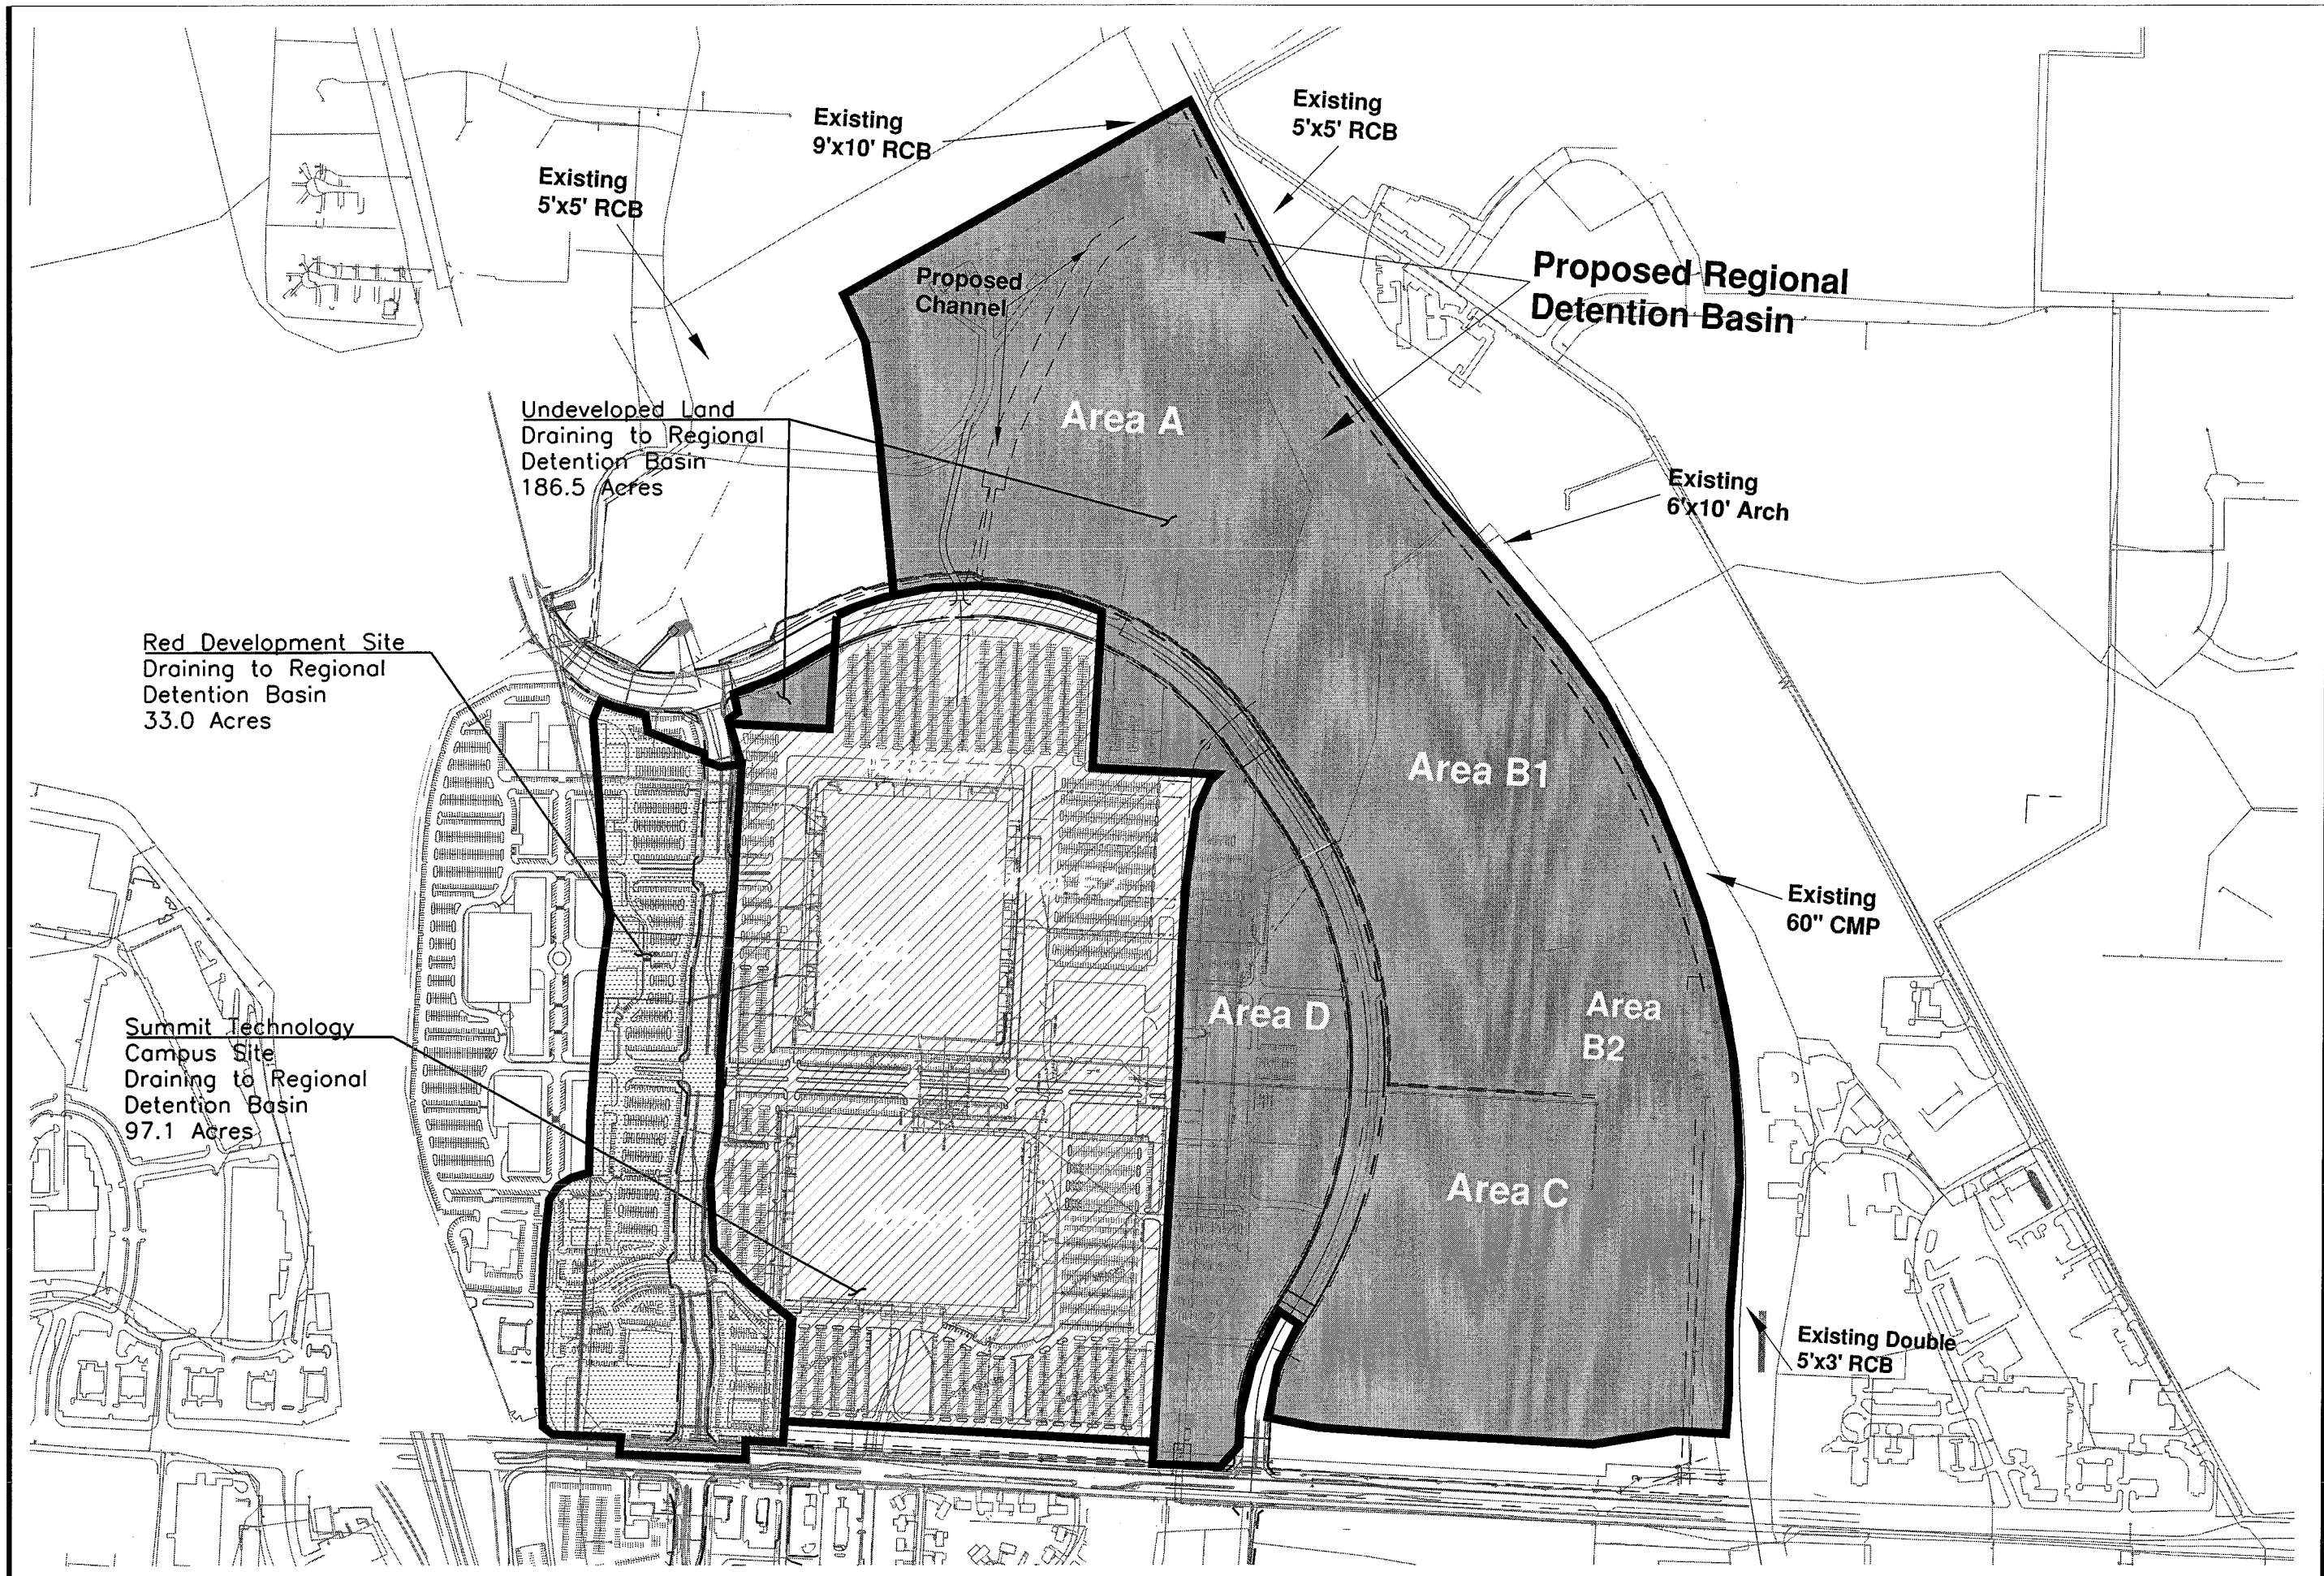 Existing
5'x5' RCB
Existing
9'x10' RCB
Existing
5'x5' RCB
Proposed Regional
Detention Basin
Proposed
Channel
Undeveloped Land
Draining to Regional
Detention Basin
186.5 Acres
Area A
Existing
6'x10' Arch
Red Development Site
Draining to Regional
Detention Basin
33.0 Acres
Area B1
Existing
60" CMP
Area D
Area
B2
Summit Technology
Campus Site
Draining to Regional
Detention Basin
97.1 Acres
Area C
Existing Double
5'x3' RCB